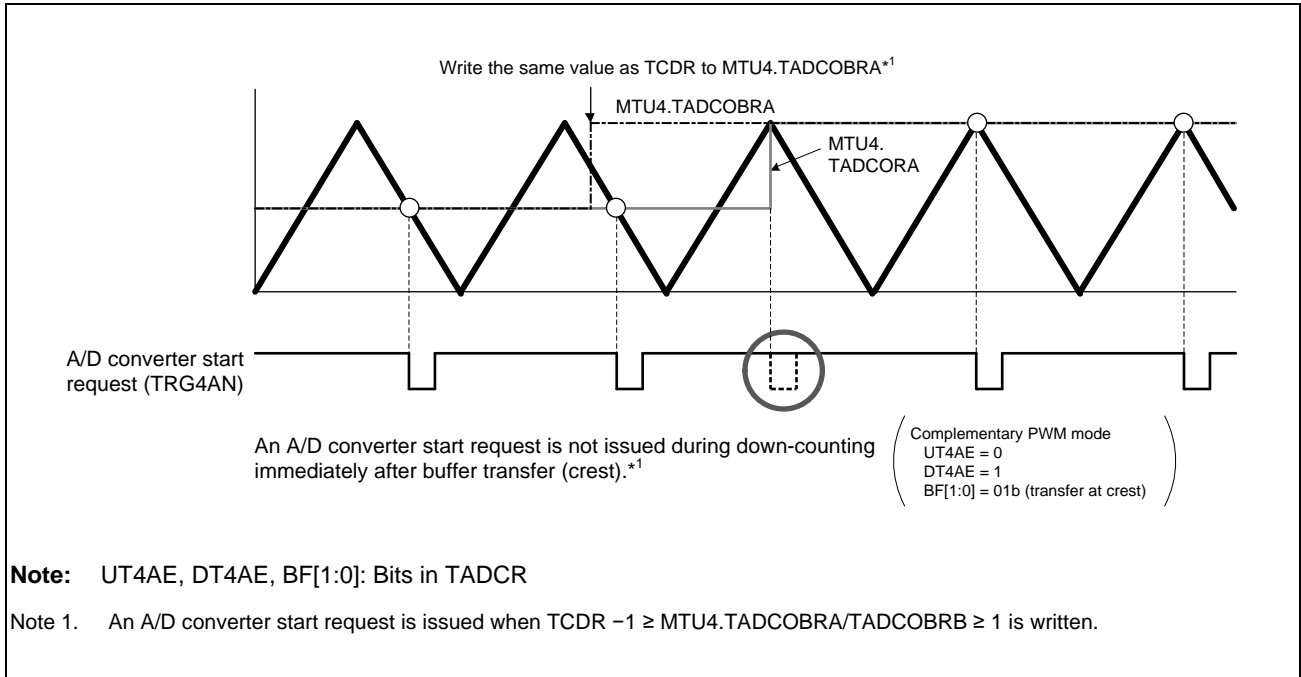 Write the same value as TCDR to MTU4.TADCOBRA*1
MTU4.TADCOBRA
MTU4.
TADCORA
A/D converter start
request (TRG4AN)
An A/D converter start request is not issued during down-counting
immediately after buffer transfer (crest).*1
Complementary PWM mode
UT4AE = 0
DT4AE = 1
BF[1:0] = 01b (transfer at crest)
Note: UT4AE, DT4AE, BF[1:0]: Bits in TADCR
Note 1. An A/D converter start request is issued when TCDR −1 ≥ MTU4.TADCOBRA/TADCOBRB ≥ 1 is written.